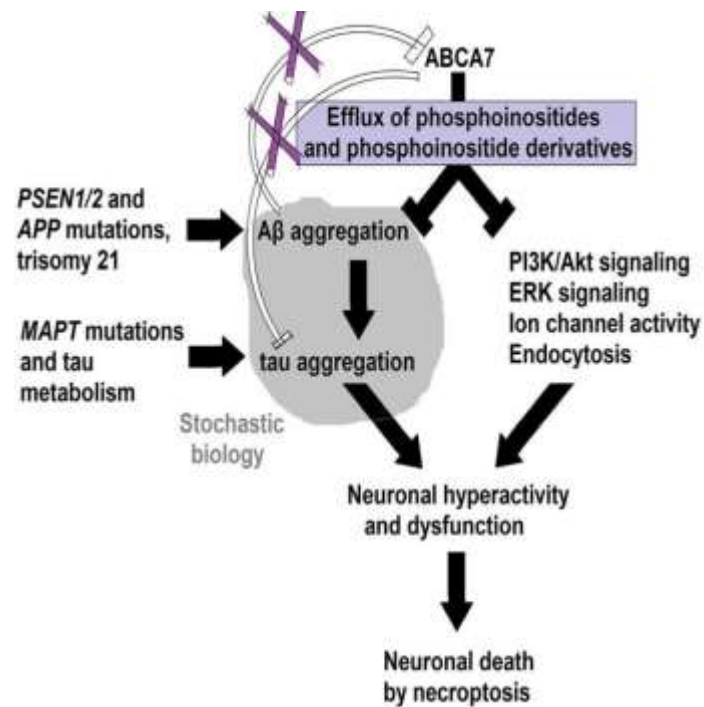 ABCA7
Efflux of phosphoinositides
and phosphoinositide derivatives
PSEN1/2 and
APP mutations,
trisomy 21
Aβ aggregation
PI3K/Akt signaling
ERK signaling
Ion channel activity
Endocytosis
MAPT mutations
and tau
metabolism
tau aggregation
Stochastic
biology
Neuronal hyperactivity
and dysfunction
Neuronal death
by necroptosis